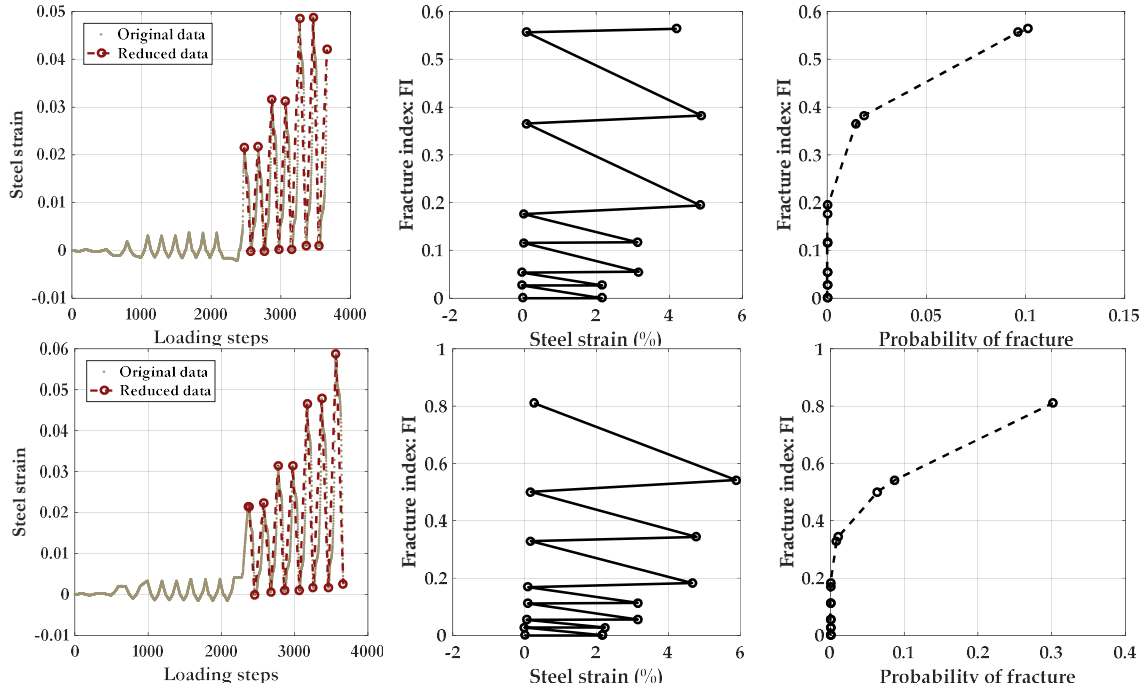 0.05
0.04
0.03
0.02
0.01
0
-0.01
Steel strain
Original data
Reduced data
0 1000 2000 3000 4000
Loading steps
0.6
0.5
0.4
0.3
0.2
0.1
0
Fracture index: FI
-2 0 2 4 6
Steel strain (%)
0.6
0.5
0.4
0.3
0.2
0.1
0
Fracture index: FI
0 0.05 0.1 0.15
Probability of fracture
0.06
0.05
0.04
0.03
0.02
0.01
0
-0.01
Steel strain
Original data
Reduced data
0 1000 2000 3000 4000
Loading steps
1
0.8
0.6
0.4
0.2
0
Fracture index: FI
-2 0 2 4 6
Steel strain (%)
1
0.8
0.6
0.4
0.2
0
Fracture index: FI
0 0.1 0.2 0.3 0.4
Probability of fracture